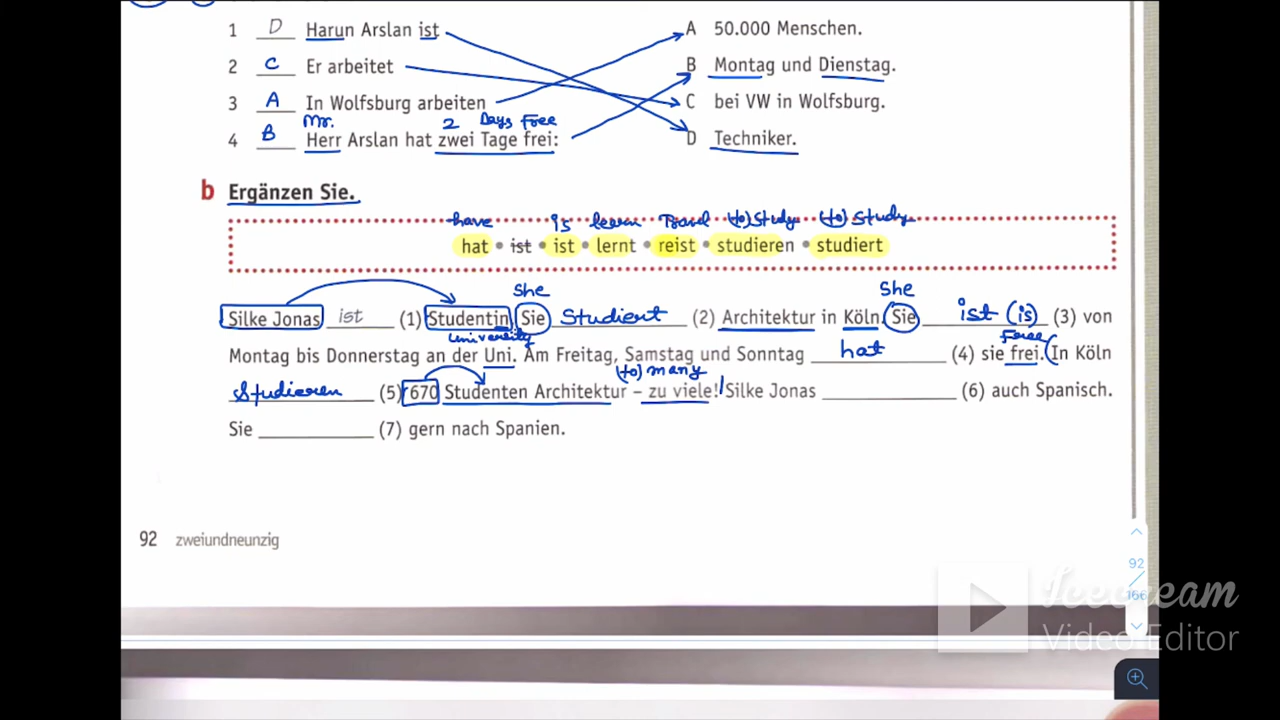 1 D Harun Arslan ist A 50.000 Menschen.
2 C Er arbeitet B Montag und Dienstag.
3 A In Wolfsburg arbeiten C bei VW in Wolfsburg.
Mr. 2 Days Free
4 B Herr Arslan hat zwei Tage frei: D Techniker.
b Ergänzen Sie.
have is learn Travel (to) Study (to) Study
hat • ist • ist • lernt • reist • studieren • studiert
she she
Silke Jonas ist (1) Studentin. Sie Studiert (2) Architektur in Köln. Sie ist (is) (3) von
University Free
Montag bis Donnerstag an der Uni. Am Freitag, Samstag und Sonntag hat (4) sie frei. In Köln
(to) many
Studieren (5) 670 Studenten Architektur – zu viele! Silke Jonas (6) auch Spanisch.
Sie (7) gern nach Spanien.
92 zweiundneunzig
92
166
Icecream
Video Editor